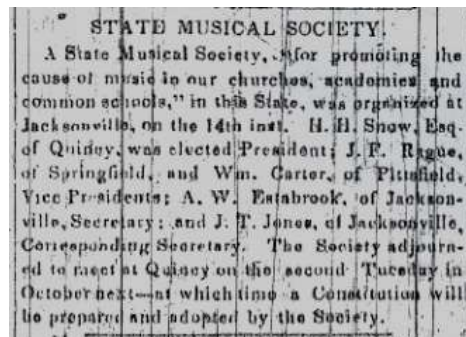 STATE MUSICAL SOCIETY.
A State Musical Society, "for promoting the
cause of music in our churches, academies and
common schools," in this State, was organized at
Jacksonville, on the 14th inst. H. H. Snow, Esq.
of Quincy, was elected President; J. F. Rague,
of Springfield, and Wm. Carter, of Pittsfield,
Vice Presidents; A. W. Estabrook, of Jackson-
ville, Secretary; and J. T. Jones, of Jacksonville,
Corresponding Secretary. The Society adjourn-
ed to meet at Quincy on the second Tuesday in
October next—at which time a Constitution will
be prepared and adopted by the Society.